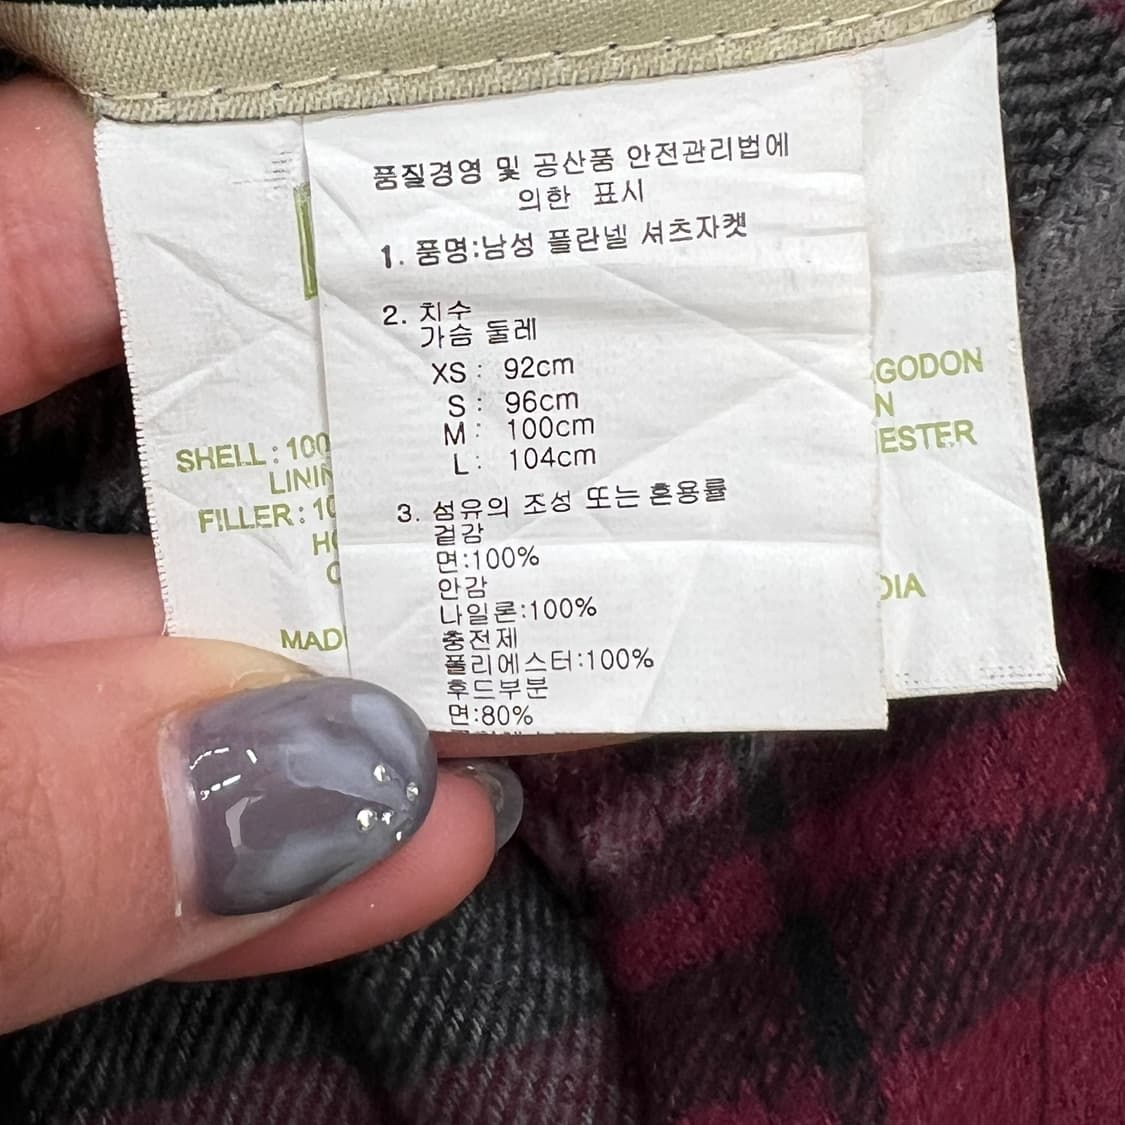 품질경영 및 공산품 안전관리법에
의한 표시
1. 품명:남성 플란넬 셔츠자켓
2. 치수
가슴 둘레
XS : 92cm
S : 96cm
M : 100cm
L : 104cm
3. 섬유의 조성 또는 혼용률
겉감
면:100%
안감
나일론:100%
충전제
폴리에스터:100%
후드부분
면:80%
SHELL : 100
LININ
FILLER : 10
HO
C
MAD
GODON
N
ESTER
DIA